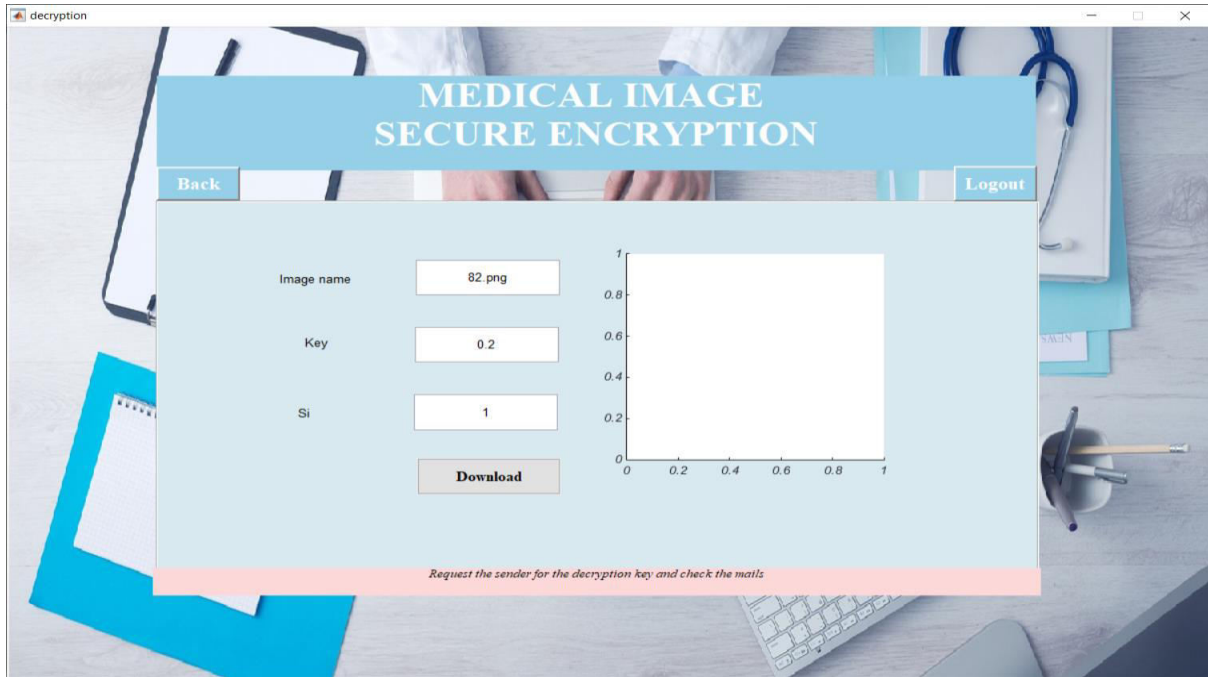 decryption
MEDICAL IMAGE
SECURE ENCRYPTION
Back
Logout
Image name
82.png
Key
0.2
Si
1
Download
1
0.8
0.6
0.4
0.2
0
0 0.2 0.4 0.6 0.8 1
Request the sender for the decryption key and check the mails